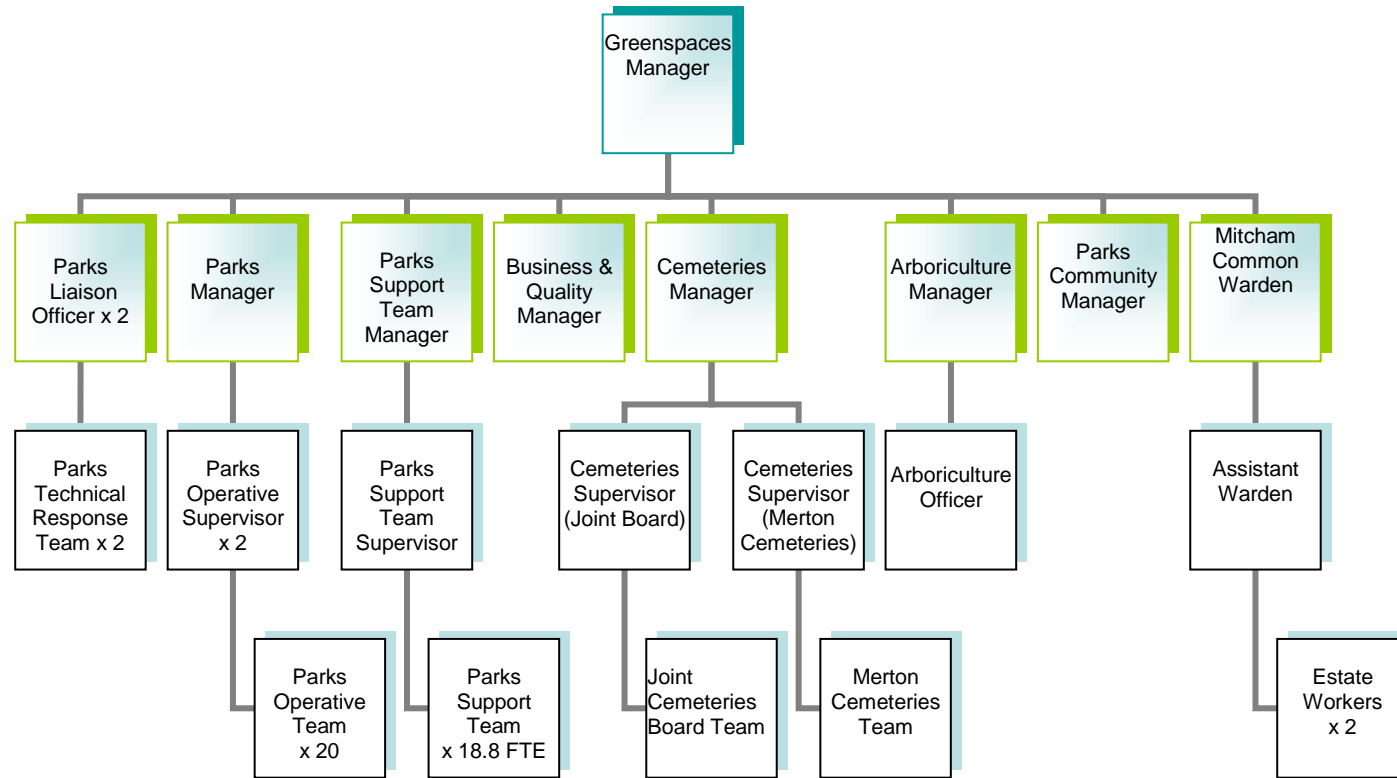 Greenspaces
Manager
Parks
Liaison
Officer x 2
Parks
Manager
Parks
Support
Team
Manager
Business &
Quality
Manager
Cemeteries
Manager
Arboriculture
Manager
Parks
Community
Manager
Mitcham
Common
Warden
Parks
Technical
Response
Team x 2
Parks
Operative
Supervisor
x 2
Parks
Support
Team
Supervisor
Cemeteries
Supervisor
(Joint Board)
Cemeteries
Supervisor
(Merton
Cemeteries)
Arboriculture
Officer
Assistant
Warden
Parks
Operative
Team
x 20
Parks
Support
Team
x 18.8 FTE
Joint
Cemeteries
Board Team
Merton
Cemeteries
Team
Estate
Workers
x 2